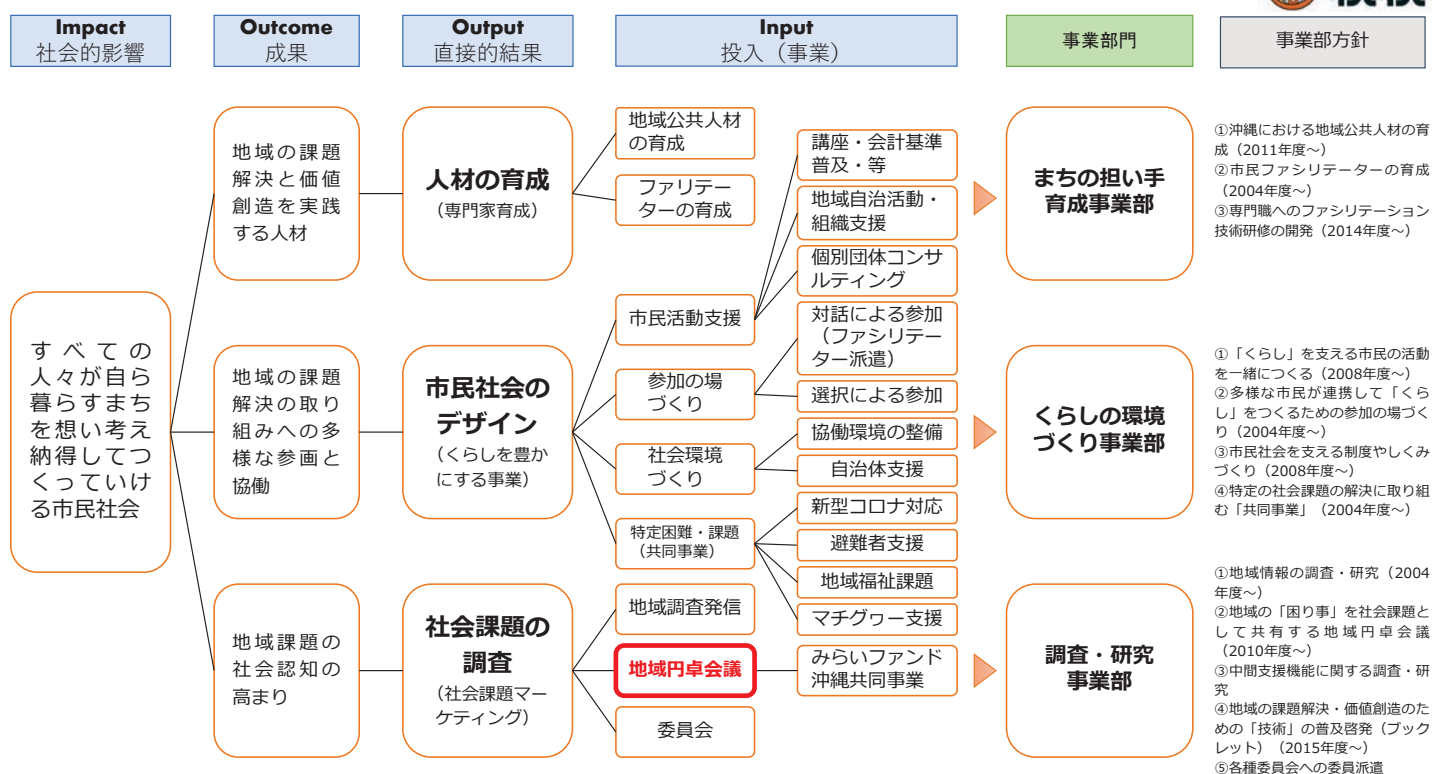 Impact
社会的影響
Outcome
成果
Output
直接的結果
Input
投入（事業）
事業部門
事業部方針
すべての
人々が自ら
暮らすまち
を想い考え
納得してつ
くっていけ
る市民社会
地域の課題
解決と価値
創造を実践
する人材
人材の育成
（専門家育成）
地域公共人材
の育成
ファリテー
ターの育成
講座・会計基準
普及・等
地域自治活動・
組織支援
個別団体コンサ
ルティング
まちの担い手
育成事業部
①沖縄における地域公共人材の育
成（2011年度～）
②市民ファシリテーターの育成
（2004年度～）
③専門職へのファシリテーション
技術研修の開発（2014年度～）
地域の課題
解決の取り
組みへの多
様な参画と
協働
市民社会の
デザイン
（くらしを豊か
にする事業）
市民活動支援
参加の場
づくり
社会環境
づくり
特定困難・課題
（共同事業）
対話による参加
（ファシリテー
ター派遣）
選択による参加
協働環境の整備
自治体支援
新型コロナ対応
避難者支援
地域福祉課題
マチグヮー支援
くらしの環境
づくり事業部
①「くらし」を支える市民の活動
を一緒につくる（2008年度～）
②多様な市民が連携して「くら
し」をつくるための参加の場づく
り（2004年度～）
③市民社会を支える制度やしくみ
づくり（2008年度～）
④特定の社会課題の解決に取り組
む「共同事業」（2004年度～）
地域課題の
社会認知の
高まり
社会課題の
調査
（社会課題マー
ケティング）
地域調査発信
地域円卓会議
委員会
みらいファンド
沖縄共同事業
調査・研究
事業部
①地域情報の調査・研究（2004
年度～）
②地域の「困り事」を社会課題と
して共有する地域円卓会議
（2010年度～）
③中間支援機能に関する調査・研
究
④地域の課題解決・価値創造のた
めの「技術」の普及啓発（ブック
レット）（2015年度～）
⑤各種委員会への委員派遣